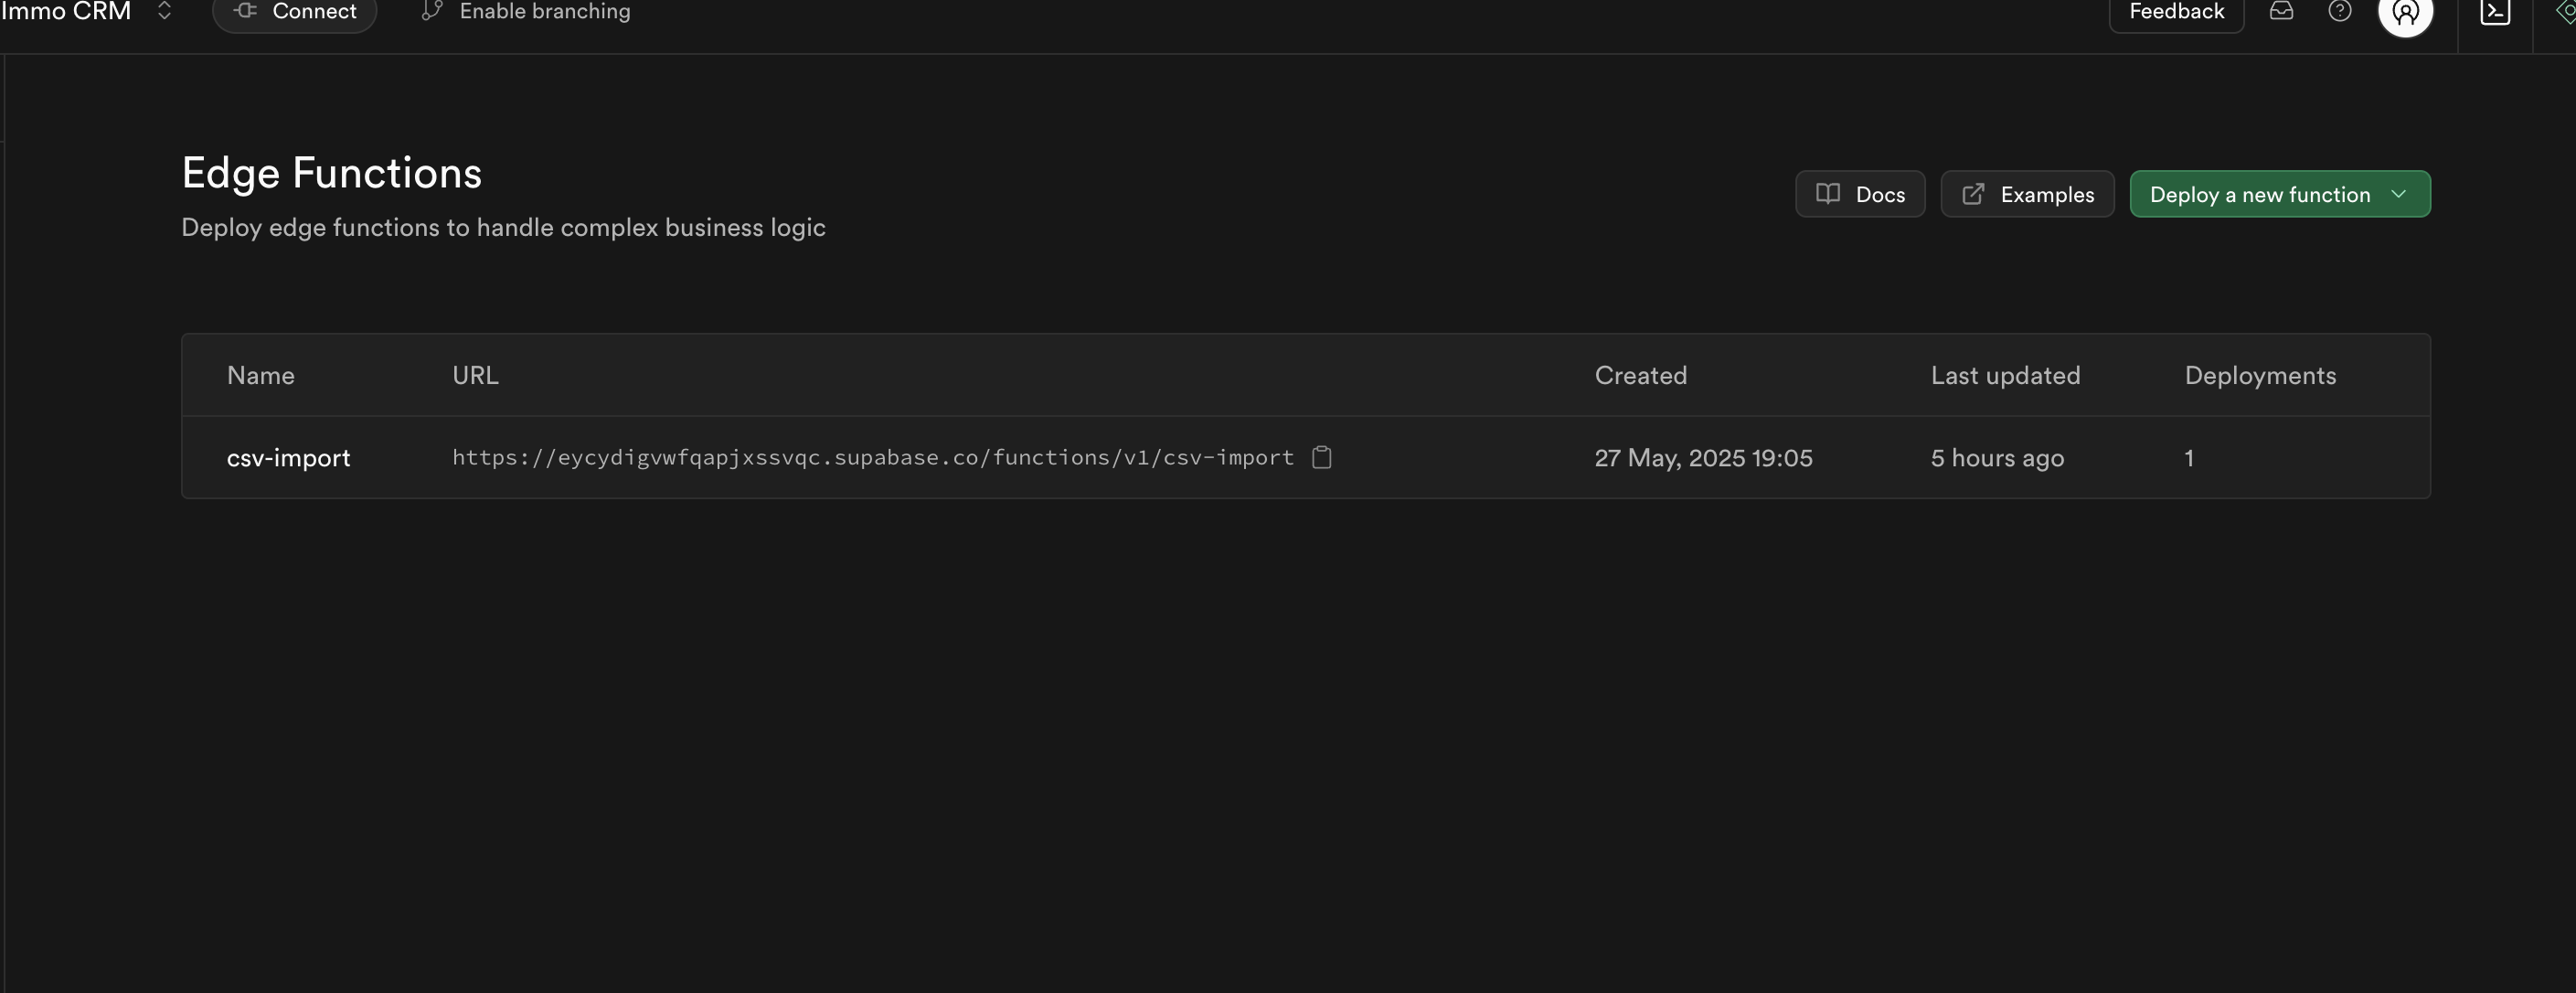 Immo CRM Connect Enable branching Feedback
Edge Functions
Deploy edge functions to handle complex business logic
Docs Examples Deploy a new function
Name URL Created Last updated Deployments
csv-import https://eycydigvwfqapjxssvqc.supabase.co/functions/v1/csv-import 27 May, 2025 19:05 5 hours ago 1